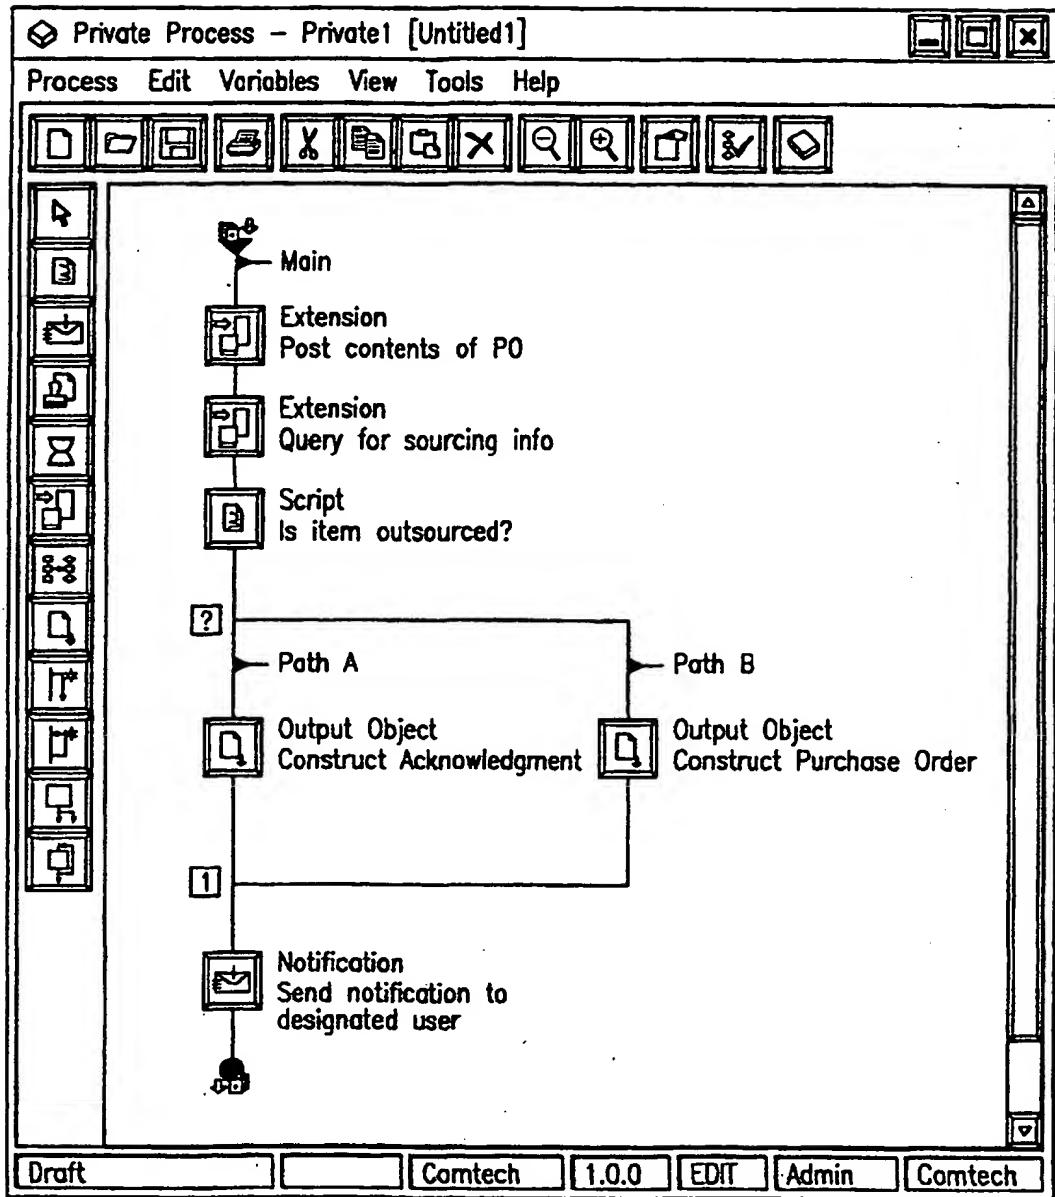 Private Process – Private1 [Untitled1]
Process Edit Variables View Tools Help
Main
Extension
Post contents of PO
Extension
Query for sourcing info
Script
Is item outsourced?
?
Path A
Path B
Output Object
Construct Acknowledgment
Output Object
Construct Purchase Order
1
Notification
Send notification to
designated user
Draft Comtech 1.0.0 EDIT Admin Comtech